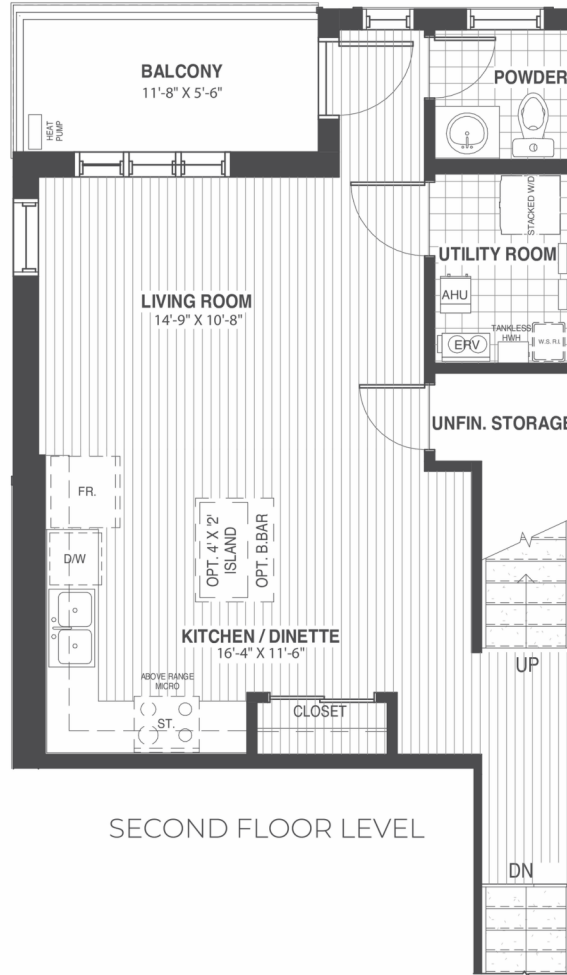 BALCONY
11'-8" X 5'-6"
HEAT
PUMP
POWDER
STACKED W/D
UTILITY ROOM
AHU
TANKLESS
HWH
ERV
W.S. R.I.
LIVING ROOM
14'-9" X 10'-8"
UNFIN. STORAGE
FR.
D/W
OPT. 4' X '2'
ISLAND
OPT. B.BAR
KITCHEN / DINETTE
16'-4" X 11'-6"
ABOVE RANGE
MICRO
ST.
CLOSET
UP
SECOND FLOOR LEVEL
DN